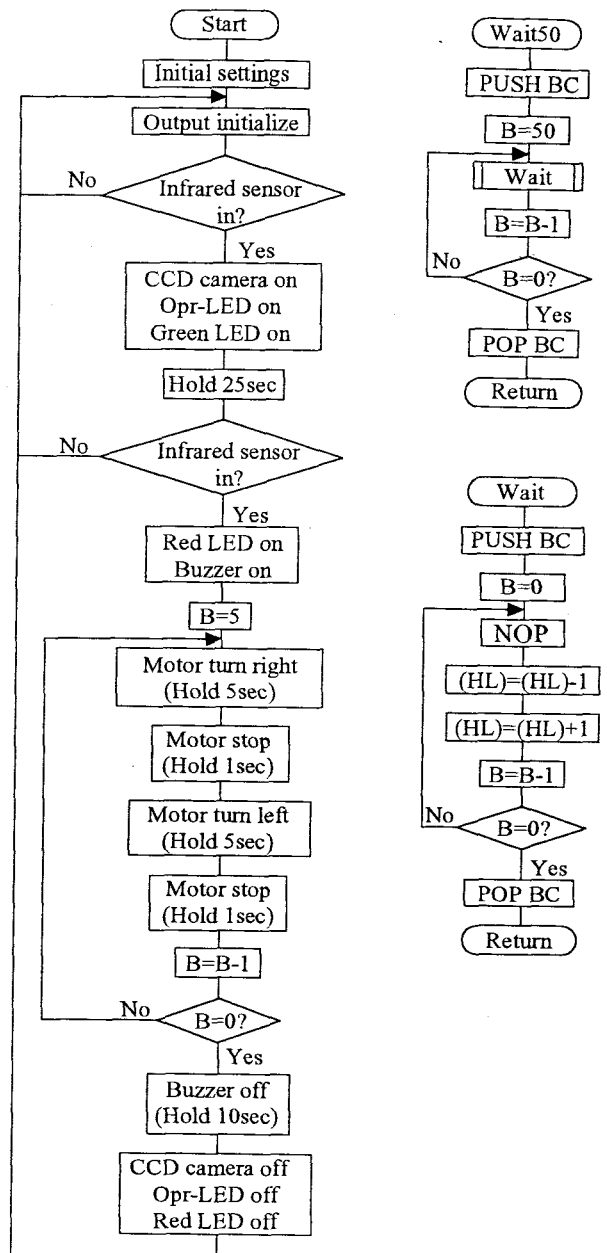 Start
Initial settings
Output initialize
No
Infrared sensor
in?
Yes
CCD camera on
Opr-LED on
Green LED on
Hold 25sec
No
Infrared sensor
in?
Yes
Red LED on
Buzzer on
B=5
Motor turn right
(Hold 5sec)
Motor stop
(Hold 1sec)
Motor turn left
(Hold 5sec)
Motor stop
(Hold 1sec)
B=B-1
No
B=0?
Yes
Buzzer off
(Hold 10sec)
CCD camera off
Opr-LED off
Red LED off
Wait50
PUSH BC
B=50
Wait
B=B-1
No
B=0?
Yes
POP BC
Return
Wait
PUSH BC
B=0
NOP
(HL)=(HL)-1
(HL)=(HL)+1
B=B-1
No
B=0?
Yes
POP BC
Return